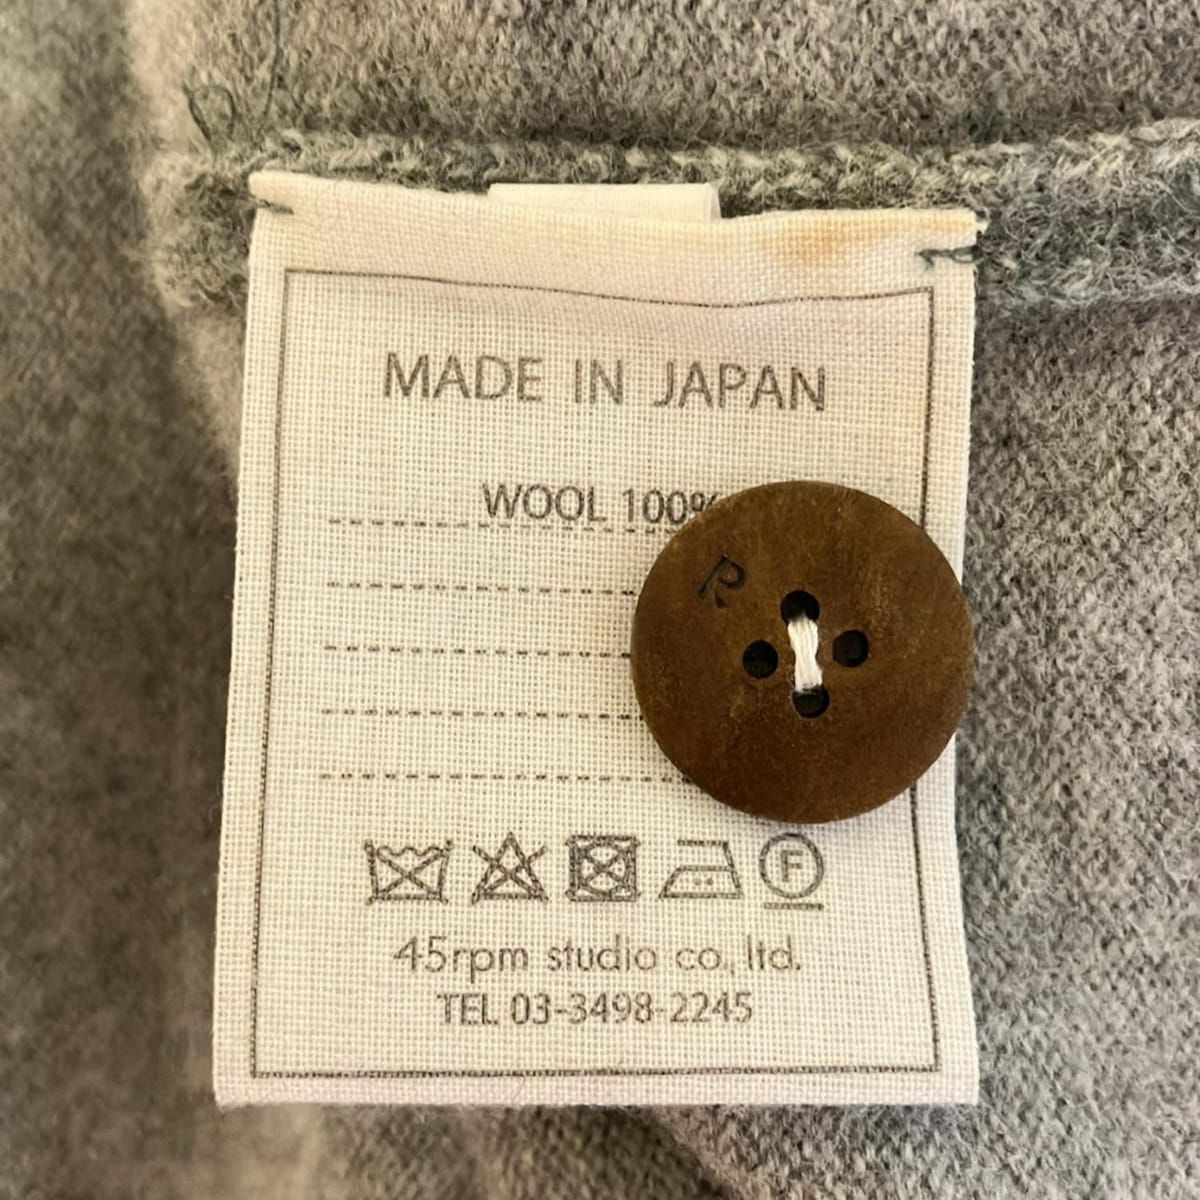 MADE IN JAPAN
WOOL 100%
R
F
45rpm studio co., ltd.
TEL 03-3498-2245